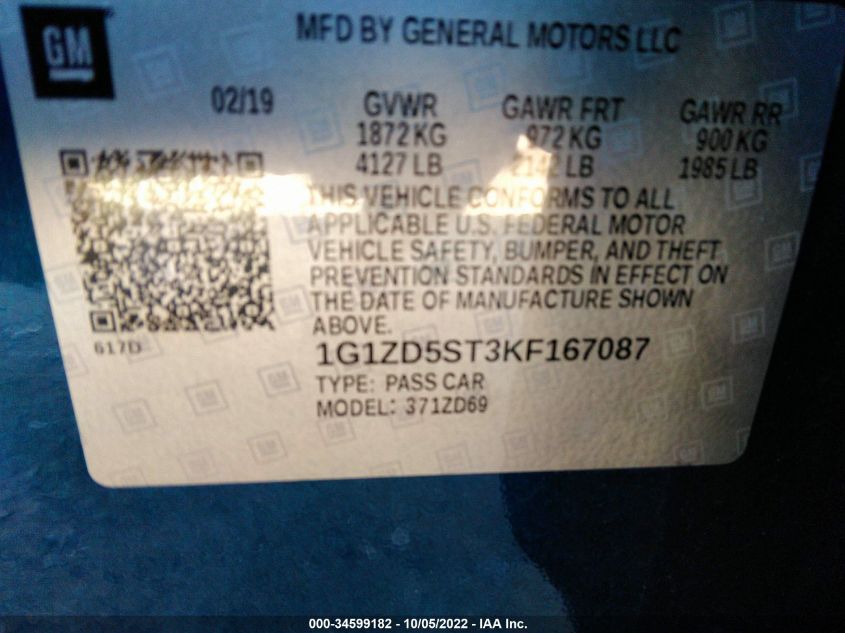 GM
MFD BY GENERAL MOTORS LLC
02/19 GVWR GAWR FRT GAWR RR
1872 KG 972 KG 900 KG
4127 LB 2142 LB 1985 LB
THIS VEHICLE CONFORMS TO ALL
APPLICABLE U.S. FEDERAL MOTOR
VEHICLE SAFETY, BUMPER, AND THEFT
PREVENTION STANDARDS IN EFFECT ON
THE DATE OF MANUFACTURE SHOWN
ABOVE.
617D
1G1ZD5ST3KF167087
TYPE: PASS CAR
MODEL: 371ZD69
000-34599182 - 10/05/2022 - IAA Inc.